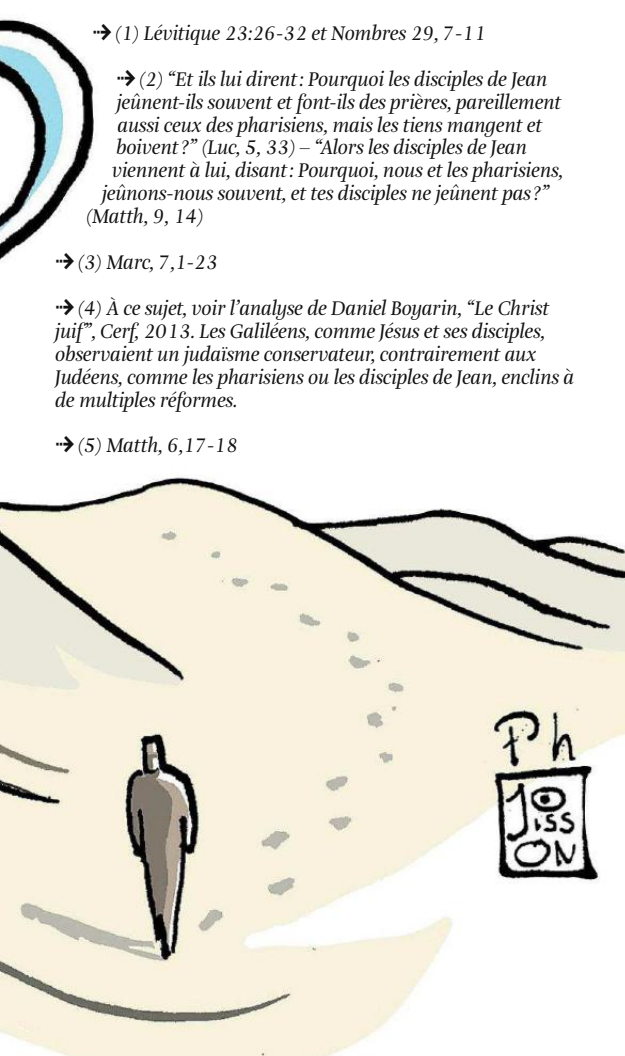 ⇢ (1) Lévitique 23:26-32 et Nombres 29, 7-11
⇢ (2) “Et ils lui dirent : Pourquoi les disciples de Jean
jeûnent-ils souvent et font-ils des prières, pareillement
aussi ceux des pharisiens, mais les tiens mangent et
boivent ?” (Luc, 5, 33) – “Alors les disciples de Jean
viennent à lui, disant : Pourquoi, nous et les pharisiens,
jeûnons-nous souvent, et tes disciples ne jeûnent pas ?”
(Matth, 9, 14)
⇢ (3) Marc, 7,1-23
⇢ (4) À ce sujet, voir l’analyse de Daniel Boyarin, “Le Christ
juif”, Cerf, 2013. Les Galiléens, comme Jésus et ses disciples,
observaient un judaïsme conservateur, contrairement aux
Judéens, comme les pharisiens ou les disciples de Jean, enclins à
de multiples réformes.
⇢ (5) Matth, 6,17-18
Ph
JO
iss
ON